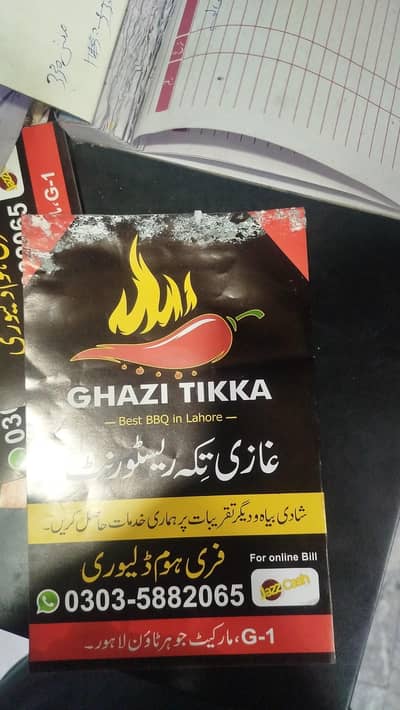 GHAZI TIKKA
— Best BBQ in Lahore —
غازی تِکہ ریسٹورنٹ
شادی بیاہ و دیگر تقریبات پر ہماری خدمات حاصل کریں۔
فری ہوم ڈلیوری
For online Bill
0303-5882065
JazzCash
G-1، مارکیٹ جوہر ٹاؤن لاہور۔